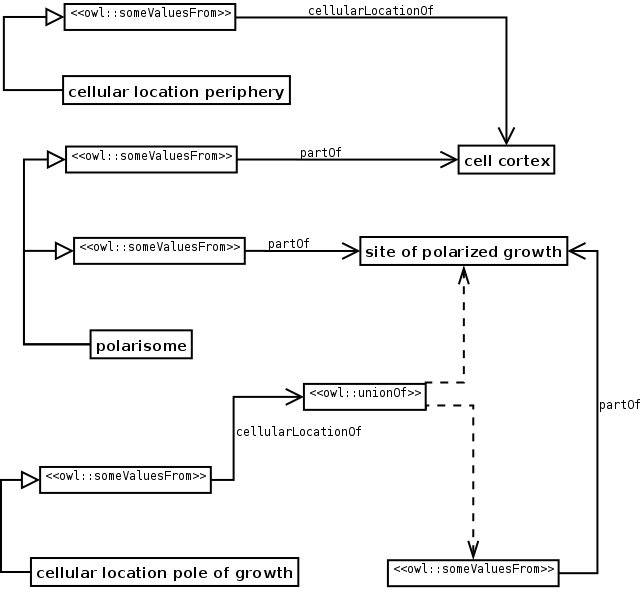 <<owl::someValuesFrom>>
cellularLocationOf
cellular location periphery
<<owl::someValuesFrom>>
partOf
cell cortex
<<owl::someValuesFrom>>
partOf
site of polarized growth
polarisome
<<owl::unionOf>>
partOf
cellularLocationOf
<<owl::someValuesFrom>>
cellular location pole of growth
<<owl::someValuesFrom>>